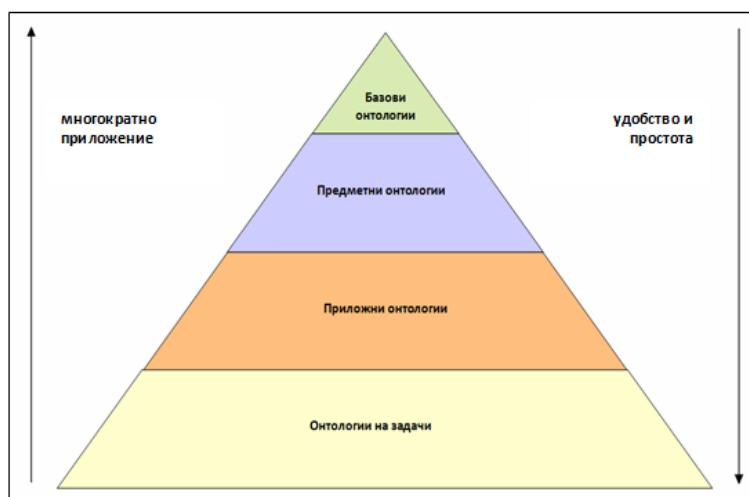 Базови
онтологии
многократно
приложение
удобство и
простота
Предметни онтологии
Приложни онтологии
Онтологии на задачи